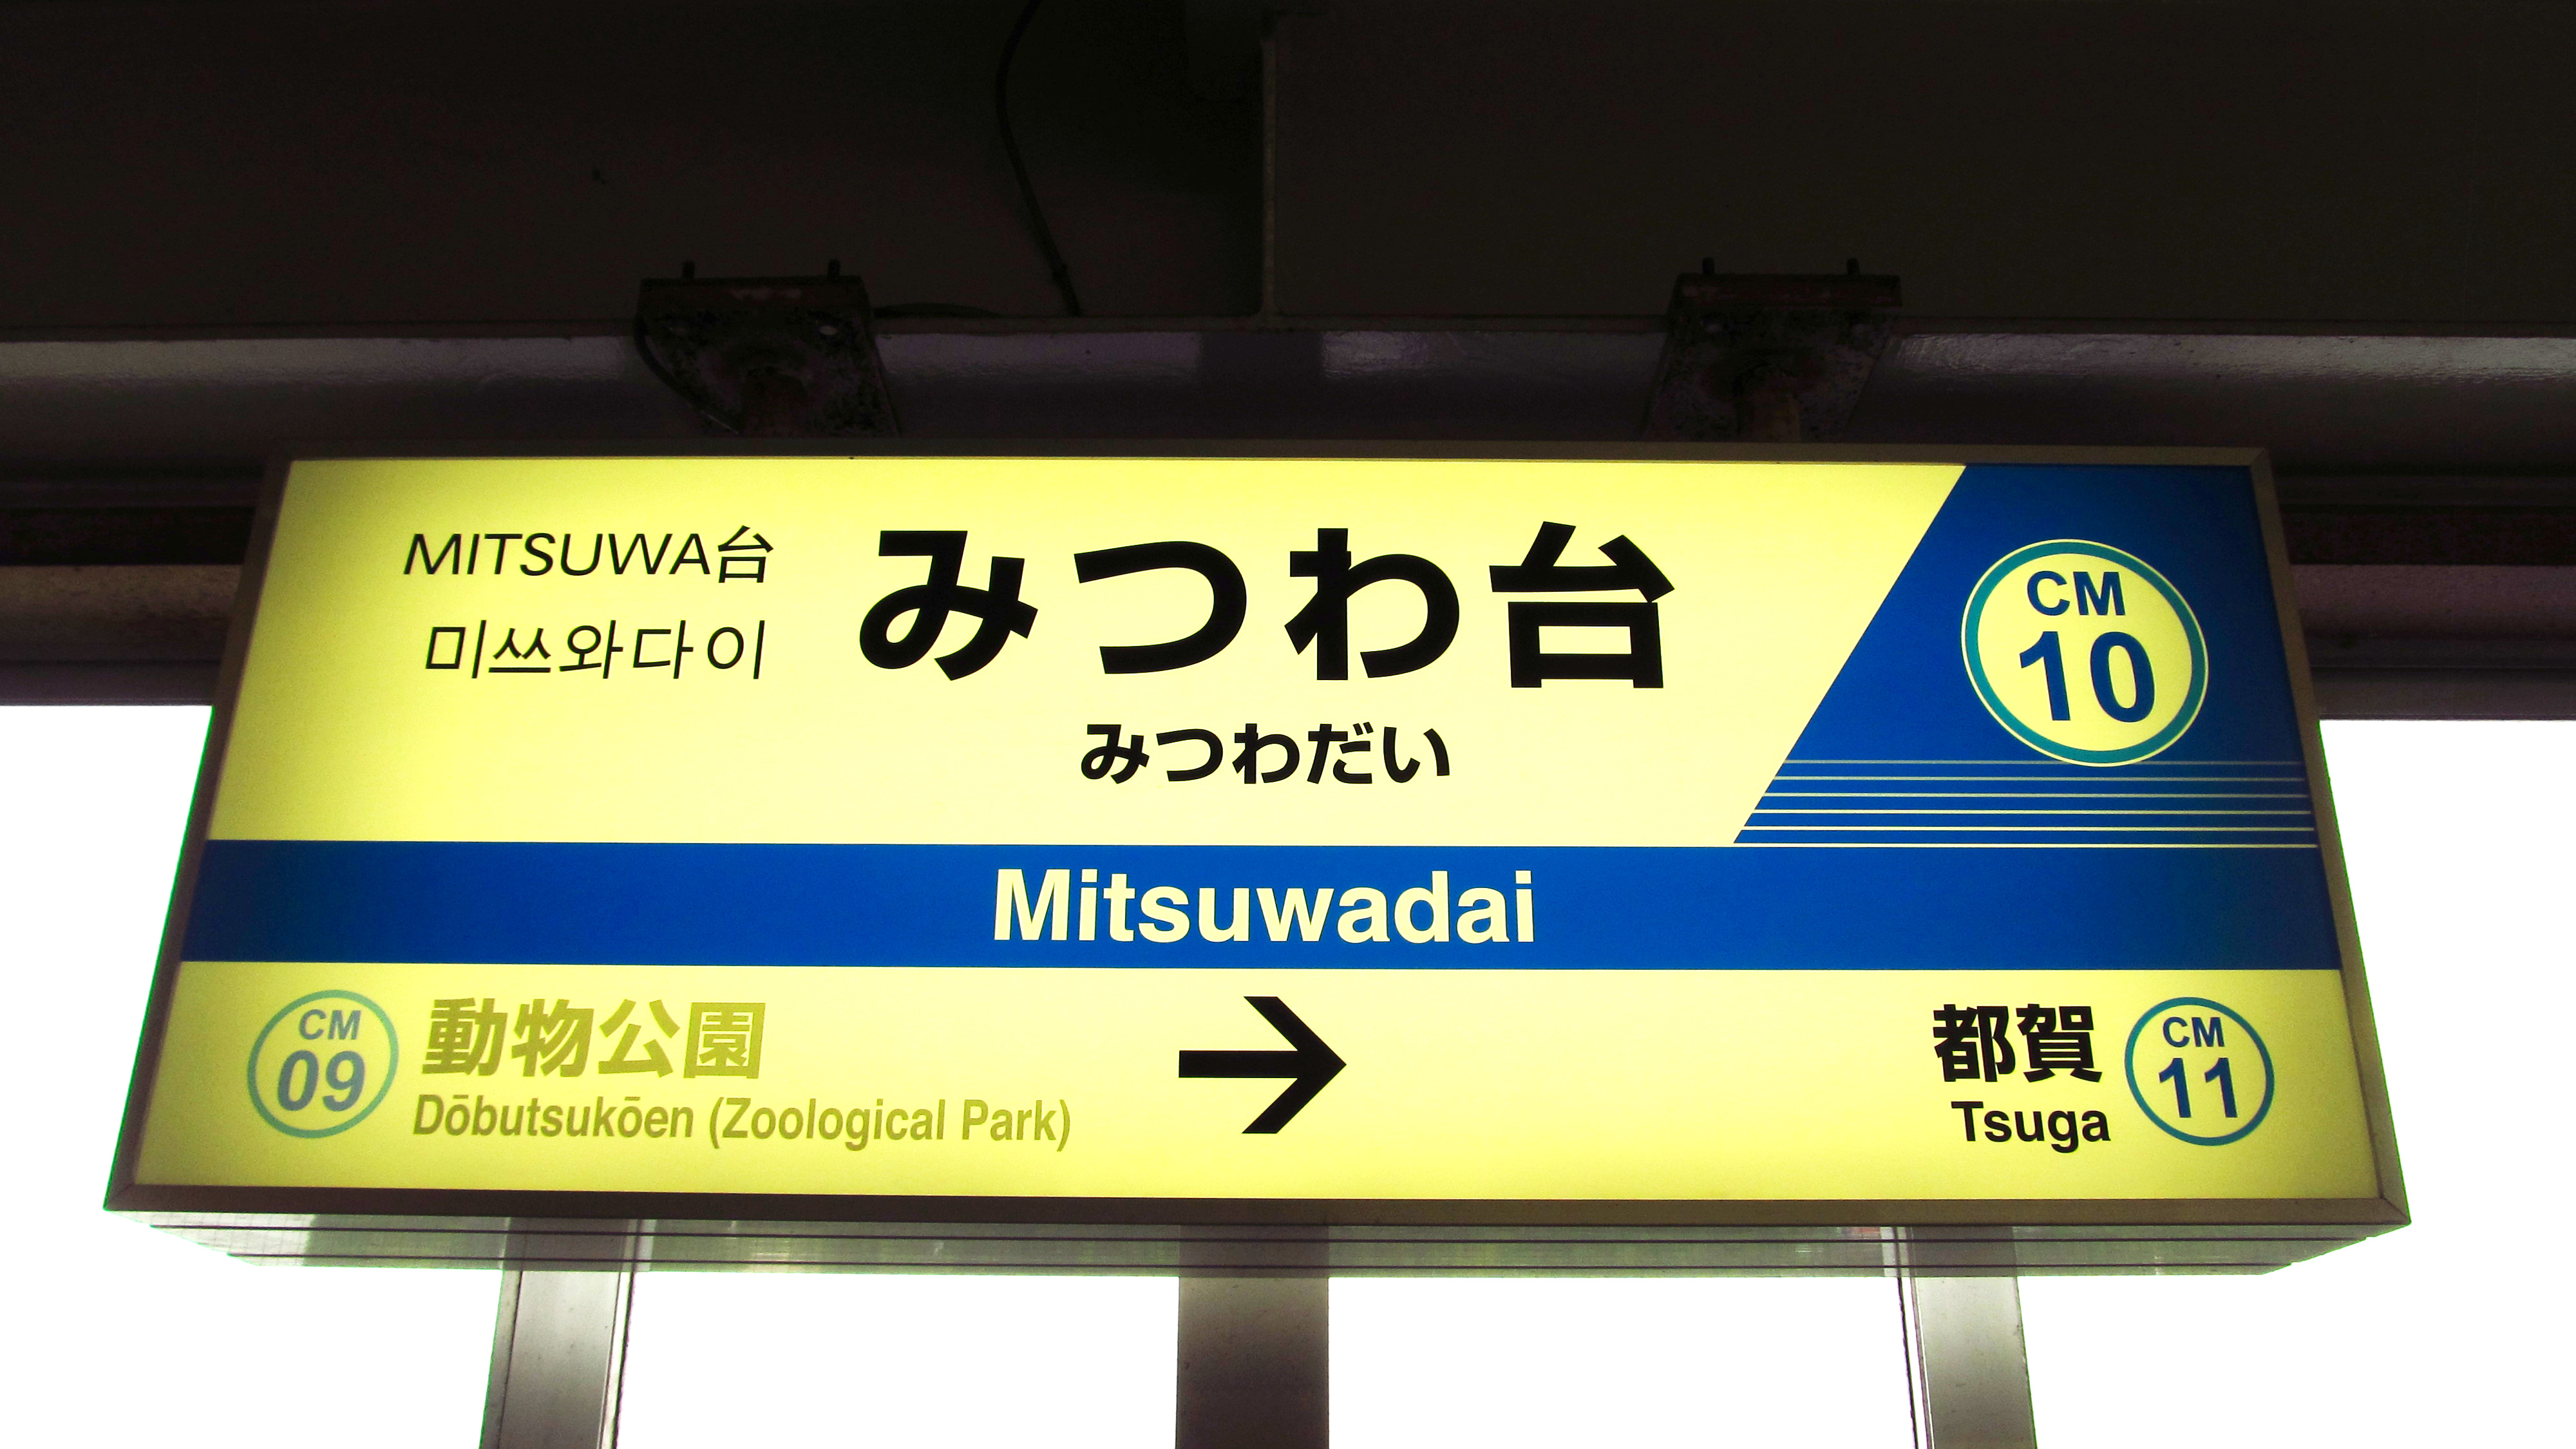 MITSUWA台
미쓰와다이
みつわ台
みつわだい
CM
10
Mitsuwadai
CM
09
動物公園
Dōbutsukōen (Zoological Park)
→
都賀
Tsuga
CM
11